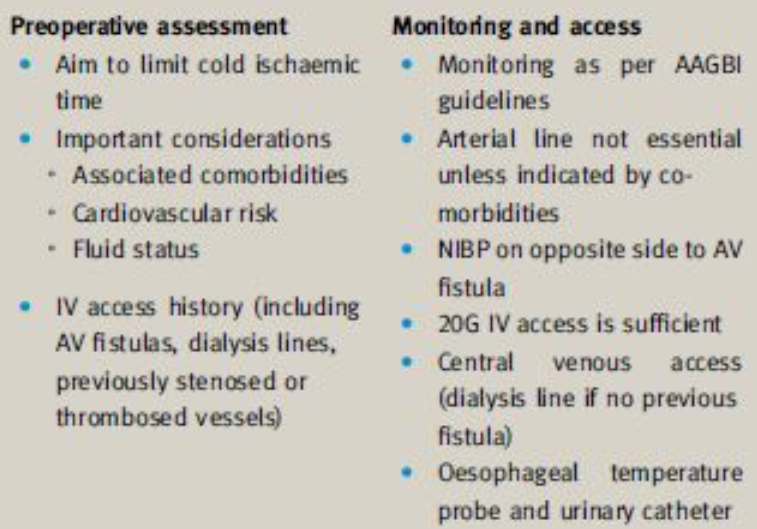 Preoperative assessment
• Aim to limit cold ischaemic
time
• Important considerations
• Associated comorbidities
• Cardiovascular risk
• Fluid status
• IV access history (including
AV fistulas, dialysis lines,
previously stenosed or
thrombosed vessels)
Monitoring and access
• Monitoring as per AAGBI
guidelines
• Arterial line not essential
unless indicated by co-
morbidities
• NIBP on opposite side to AV
fistula
• 20G IV access is sufficient
• Central venous access
(dialysis line if no previous
fistula)
• Oesophageal temperature
probe and urinary catheter